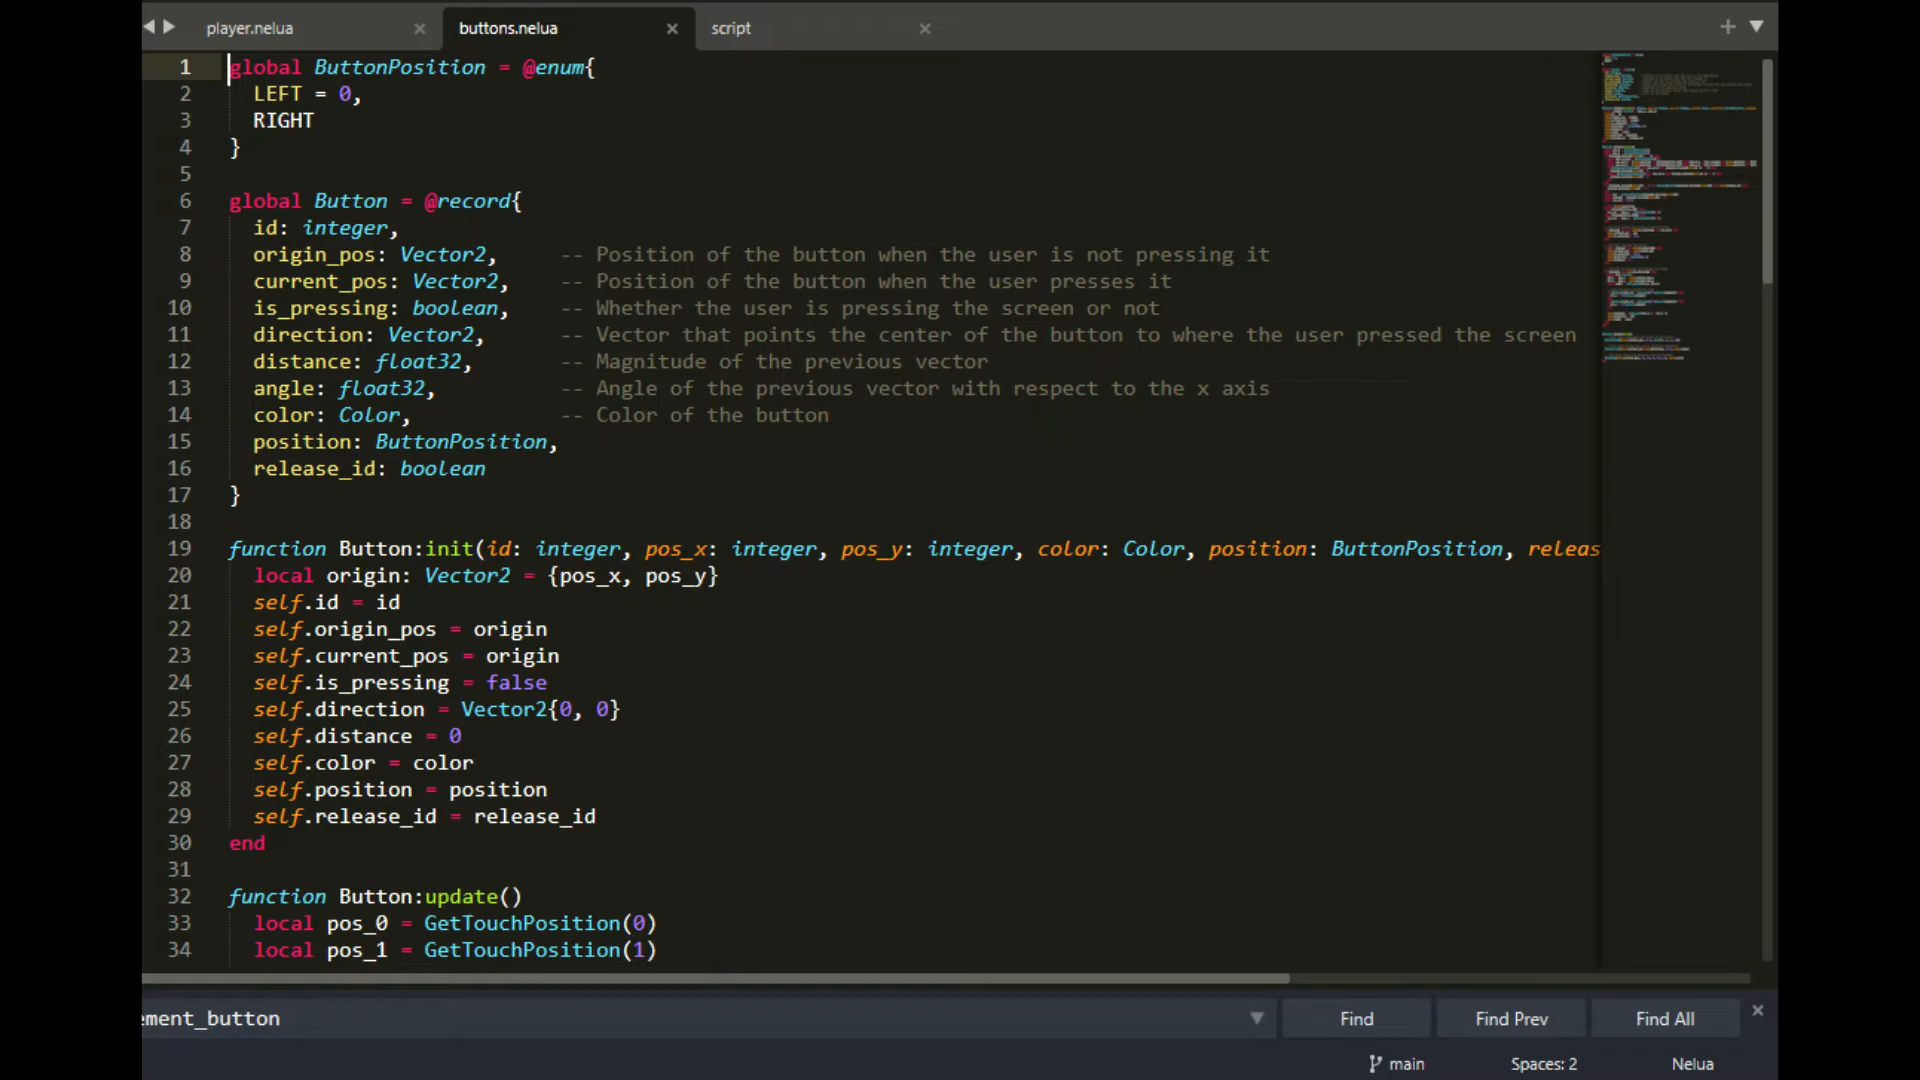 player.nelua buttons.nelua script
1 global ButtonPosition = @enum{
2   LEFT = 0,
3   RIGHT
4 }
5
6 global Button = @record{
7   id: integer,
8   origin_pos: Vector2,     -- Position of the button when the user is not pressing it
9   current_pos: Vector2,    -- Position of the button when the user presses it
10   is_pressing: boolean,    -- Whether the user is pressing the screen or not
11   direction: Vector2,      -- Vector that points the center of the button to where the user pressed the screen
12   distance: float32,       -- Magnitude of the previous vector
13   angle: float32,          -- Angle of the previous vector with respect to the x axis
14   color: Color,            -- Color of the button
15   position: ButtonPosition,
16   release_id: boolean
17 }
18
19 function Button:init(id: integer, pos_x: integer, pos_y: integer, color: Color, position: ButtonPosition, releas
20   local origin: Vector2 = {pos_x, pos_y}
21   self.id = id
22   self.origin_pos = origin
23   self.current_pos = origin
24   self.is_pressing = false
25   self.direction = Vector2{0, 0}
26   self.distance = 0
27   self.color = color
28   self.position = position
29   self.release_id = release_id
30 end
31
32 function Button:update()
33   local pos_0 = GetTouchPosition(0)
34   local pos_1 = GetTouchPosition(1)
ement_button Find Find Prev Find All
main Spaces: 2 Nelua